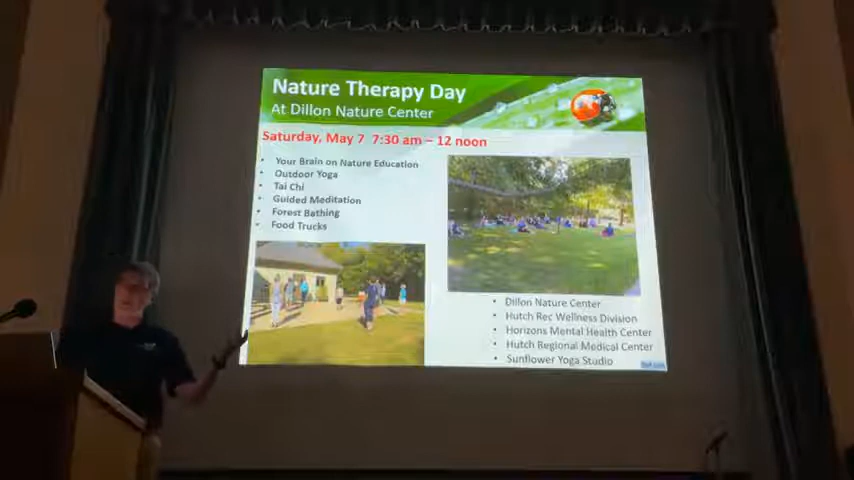 Nature Therapy Day
At Dillon Nature Center
Saturday, May 7 7:30 am – 12 noon
• Your Brain on Nature Education
• Outdoor Yoga
• Tai Chi
• Guided Meditation
• Forest Bathing
• Food Trucks
• Dillon Nature Center
• Hutch Rec Wellness Division
• Horizons Mental Health Center
• Hutch Regional Medical Center
• Sunflower Yoga Studio